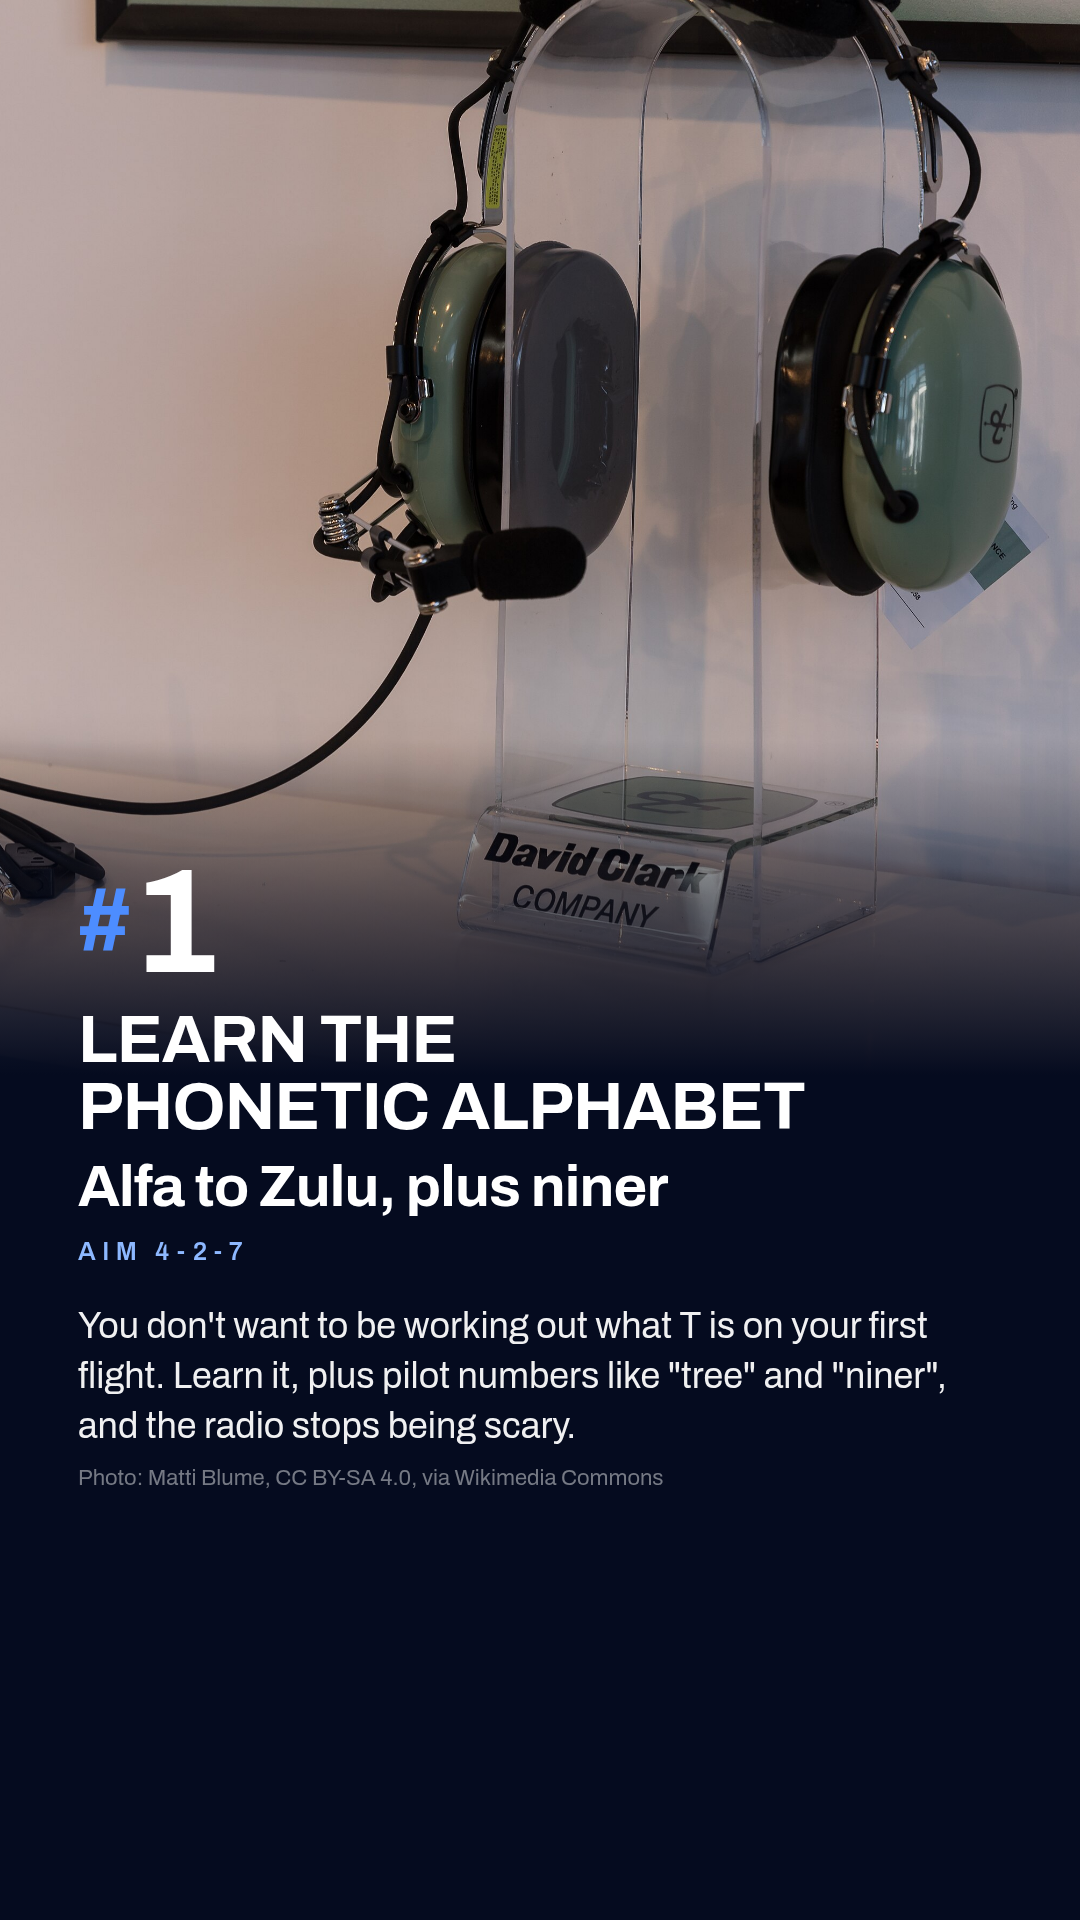 David Clark
COMPANY
#1
LEARN THE
PHONETIC ALPHABET
Alfa to Zulu, plus niner
AIM 4-2-7
You don't want to be working out what T is on your first
flight. Learn it, plus pilot numbers like "tree" and "niner",
and the radio stops being scary.
Photo: Matti Blume, CC BY-SA 4.0, via Wikimedia Commons